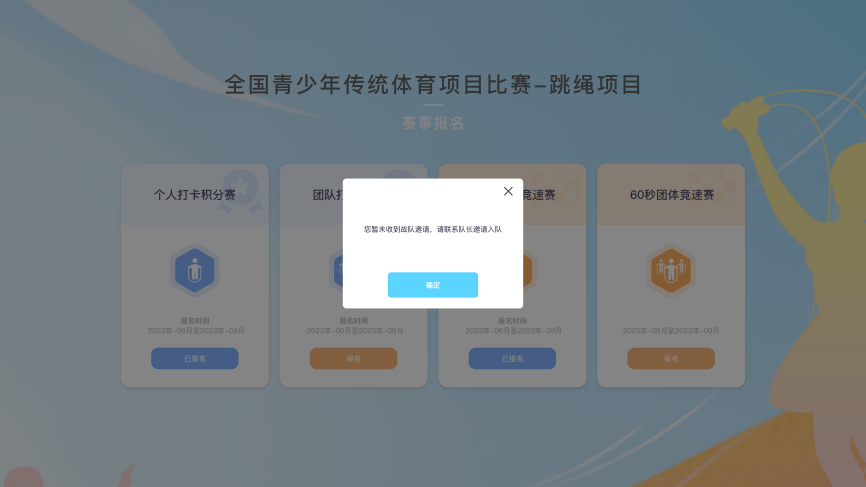 全国青少年传统体育项目比赛-跳绳项目
赛事报名
个人打卡积分赛
团队打
竞速赛
60秒团体竞速赛
您暂未收到战队邀请，请联系队长邀请入队
确定
报名时间
2023年-06月至2023年-09月
已报名
报名时间
2023年-06月至2023年-09月
报名
报名时间
2023年-06月至2023年-09月
已报名
2023年-06月至2023年-09月
报名